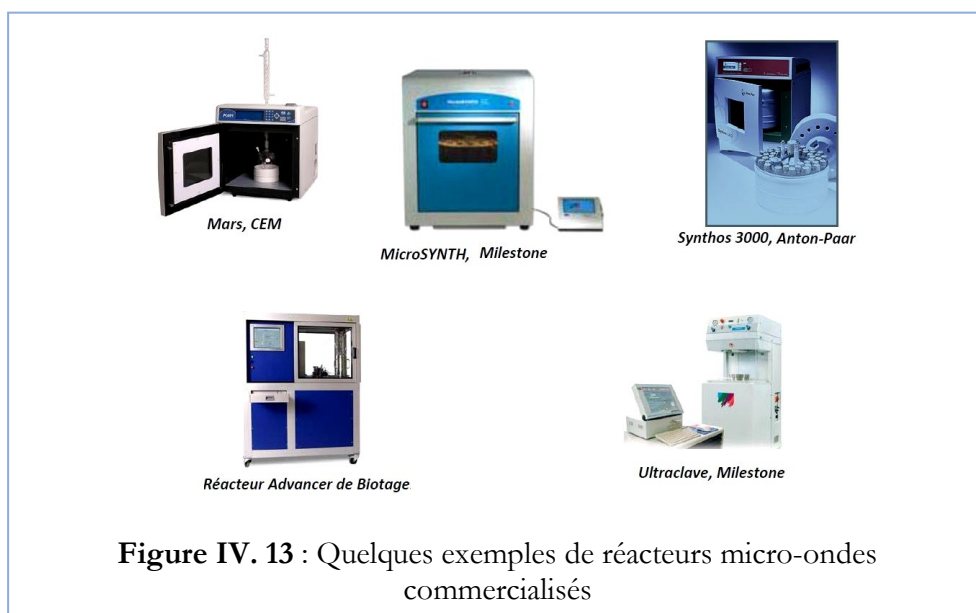 Mars, CEM
MicroSYNTH, Milestone
Synthos 3000, Anton-Paar
Réacteur Advancer de Biotage
Ultraclave, Milestone
Figure IV. 13 : Quelques exemples de réacteurs micro-ondes
commercialisés